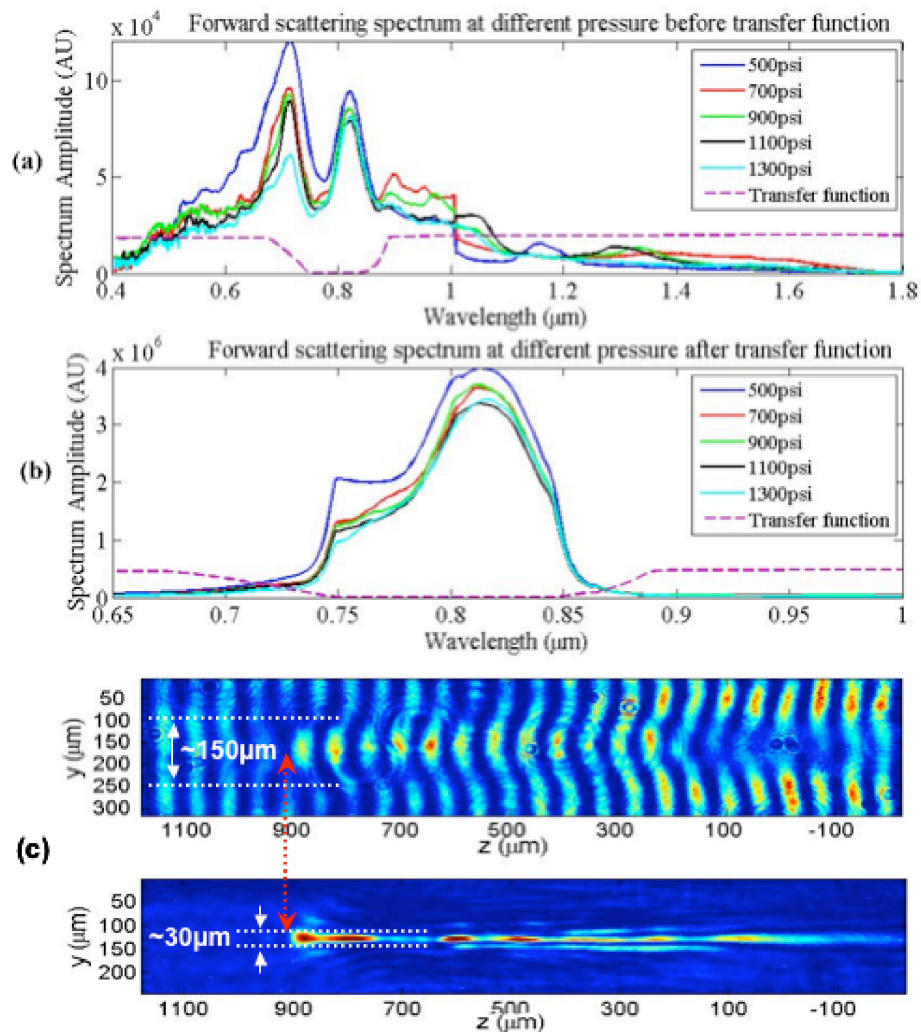 Forward scattering spectrum at different pressure before transfer function
x 10⁴
Spectrum Amplitude (AU)
10
5
0
(a)
500psi
700psi
900psi
1100psi
1300psi
Transfer function
0.4 0.6 0.8 1 1.2 1.4 1.6 1.8
Wavelength (μm)
Forward scattering spectrum at different pressure after transfer function
x 10⁶
Spectrum Amplitude (AU)
4
3
2
1
0
(b)
500psi
700psi
900psi
1100psi
1300psi
Transfer function
0.65 0.7 0.75 0.8 0.85 0.9 0.95 1
Wavelength (μm)
y (μm)
50
100
150
200
250
300
~150μm
1100 900 700 500 300 100 -100
z (μm)
(c)
y (μm)
50
100
150
200
~30μm
1100 900 700 500 300 100 -100
z (μm)